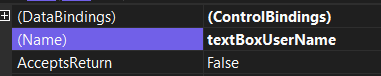 (DataBindings) (ControlBindings)
(Name) textBoxUserName
AcceptsReturn False